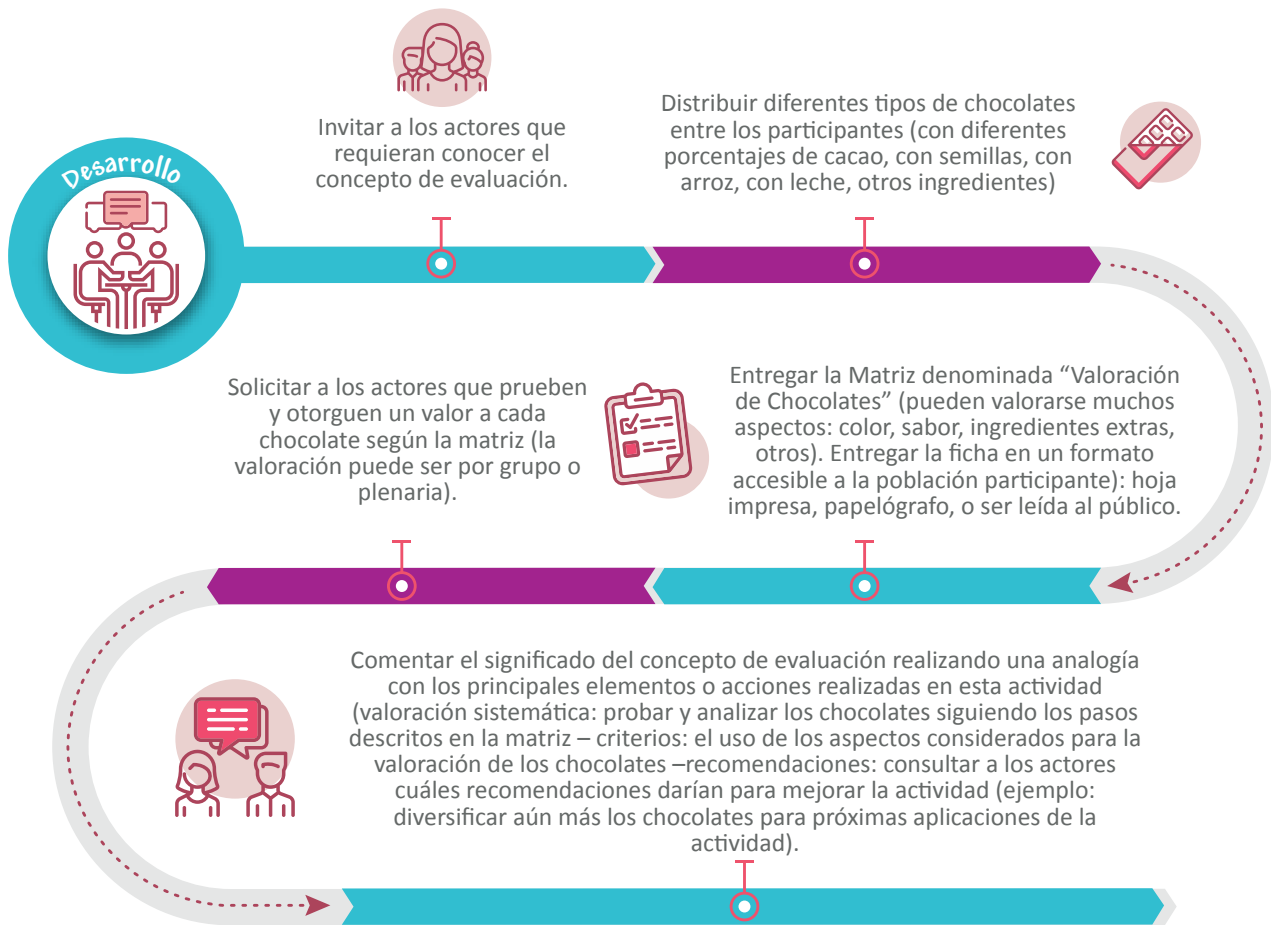 Desarrollo
Invitar a los actores que
requieran conocer el
concepto de evaluación.
Distribuir diferentes tipos de chocolates
entre los participantes (con diferentes
porcentajes de cacao, con semillas, con
arroz, con leche, otros ingredientes)
Entregar la Matriz denominada “Valoración
de Chocolates” (pueden valorarse muchos
aspectos: color, sabor, ingredientes extras,
otros). Entregar la ficha en un formato
accesible a la población participante): hoja
impresa, papelógrafo, o ser leída al público.
Solicitar a los actores que prueben
y otorguen un valor a cada
chocolate según la matriz (la
valoración puede ser por grupo o
plenaria).
Comentar el significado del concepto de evaluación realizando una analogía
con los principales elementos o acciones realizadas en esta actividad
(valoración sistemática: probar y analizar los chocolates siguiendo los pasos
descritos en la matriz – criterios: el uso de los aspectos considerados para la
valoración de los chocolates –recomendaciones: consultar a los actores
cuáles recomendaciones darían para mejorar la actividad (ejemplo:
diversificar aún más los chocolates para próximas aplicaciones de la
actividad).